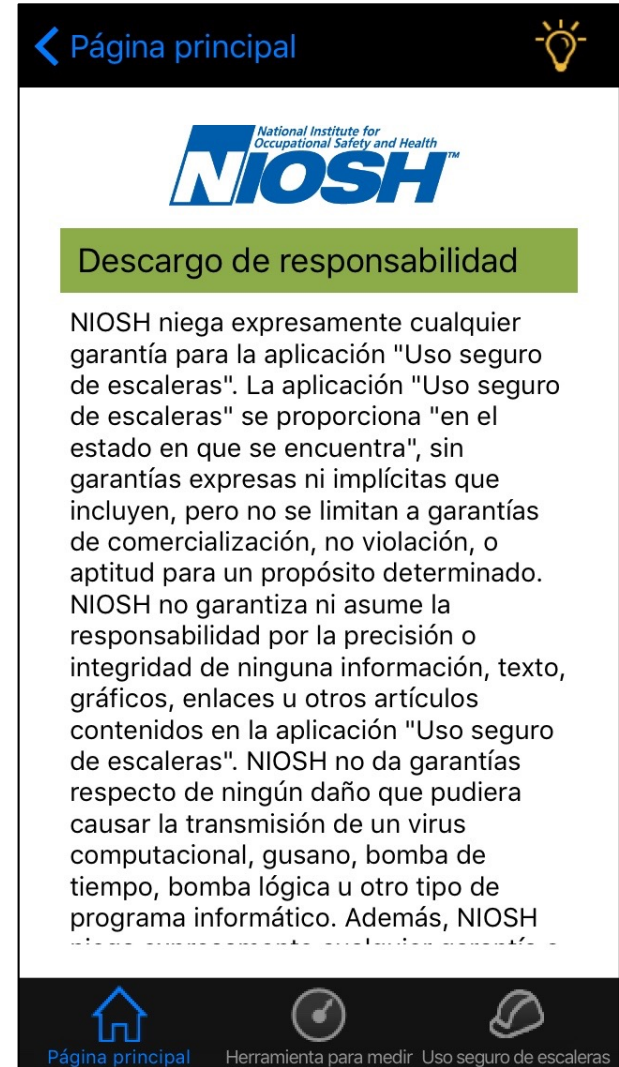 Página principal
National Institute for
Occupational Safety and Health
NIOSH™
Descargo de responsabilidad
NIOSH niega expresamente cualquier
garantía para la aplicación "Uso seguro
de escaleras". La aplicación "Uso seguro
de escaleras" se proporciona "en el
estado en que se encuentra", sin
garantías expresas ni implícitas que
incluyen, pero no se limitan a garantías
de comercialización, no violación, o
aptitud para un propósito determinado.
NIOSH no garantiza ni asume la
responsabilidad por la precisión o
integridad de ninguna información, texto,
gráficos, enlaces u otros artículos
contenidos en la aplicación "Uso seguro
de escaleras". NIOSH no da garantías
respecto de ningún daño que pudiera
causar la transmisión de un virus
computacional, gusano, bomba de
tiempo, bomba lógica u otro tipo de
programa informático. Además, NIOSH
Página principal Herramienta para medir Uso seguro de escaleras